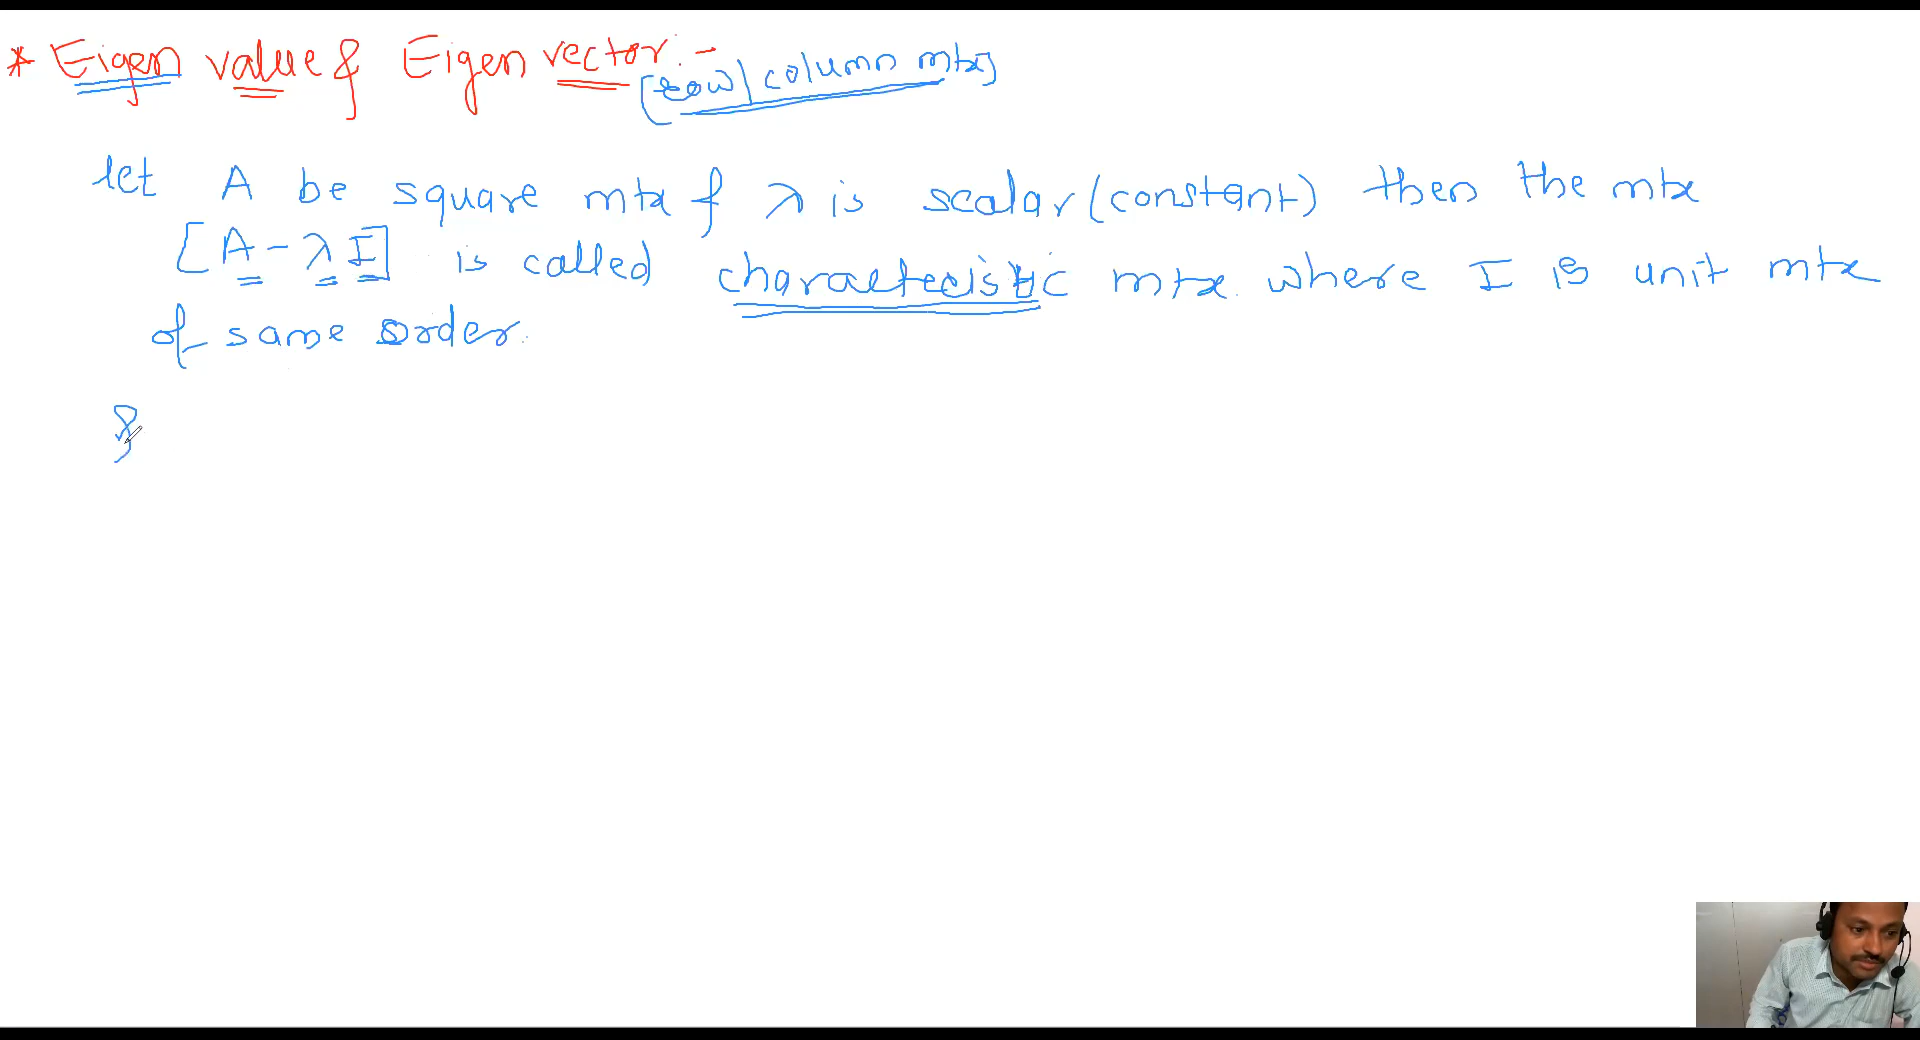 * Eigen value & Eigen vector :- [row | column mtx]
let A be square mtx & λ is scalar (constant) then the mtx
[A - λ I] is called characteristic mtx. where I is unit mtx
of same order.
&